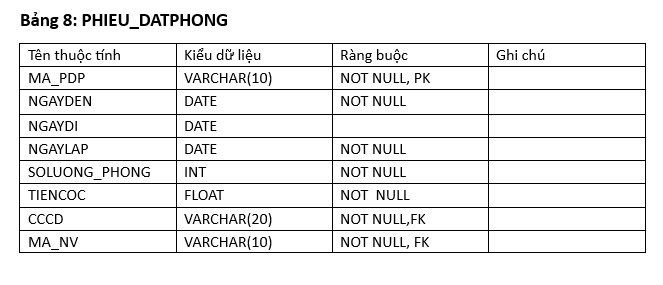 Bảng 8: PHIEU_DATPHONG
Tên thuộc tính Kiểu dữ liệu Ràng buộc Ghi chú
MA_PDP VARCHAR(10) NOT NULL, PK
NGAYDEN DATE NOT NULL
NGAYDI DATE
NGAYLAP DATE NOT NULL
SOLUONG_PHONG INT NOT NULL
TIENCOC FLOAT NOT  NULL
CCCD VARCHAR(20) NOT NULL,FK
MA_NV VARCHAR(10) NOT NULL, FK